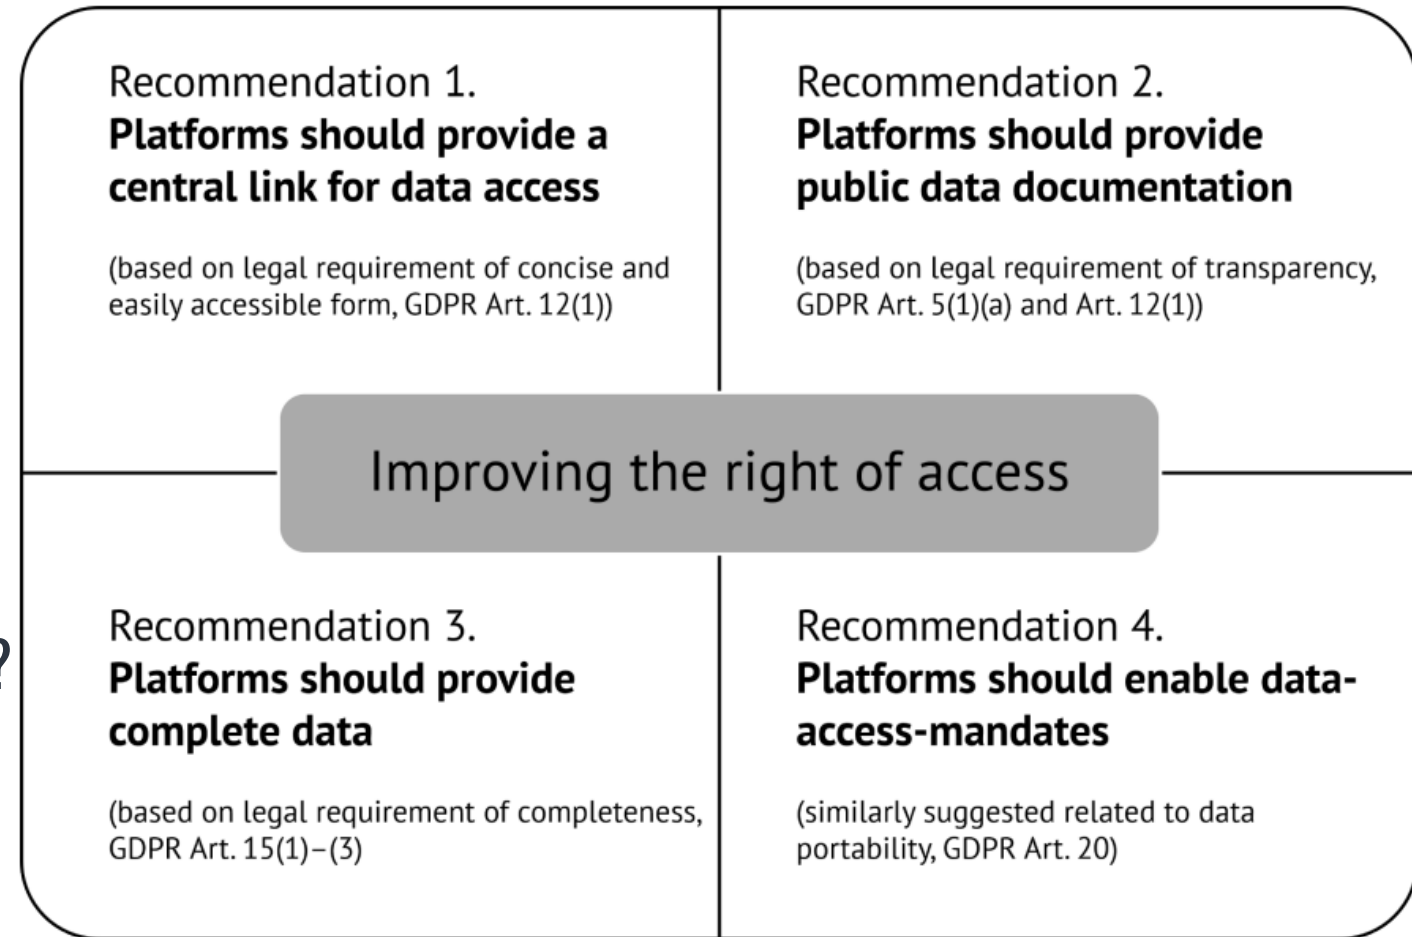 Recommendation 1.
Platforms should provide a
central link for data access
(based on legal requirement of concise and
easily accessible form, GDPR Art. 12(1))
Recommendation 2.
Platforms should provide
public data documentation
(based on legal requirement of transparency,
GDPR Art. 5(1)(a) and Art. 12(1))
Improving the right of access
?
Recommendation 3.
Platforms should provide
complete data
(based on legal requirement of completeness,
GDPR Art. 15(1)–(3)
Recommendation 4.
Platforms should enable data-
access-mandates
(similarly suggested related to data
portability, GDPR Art. 20)